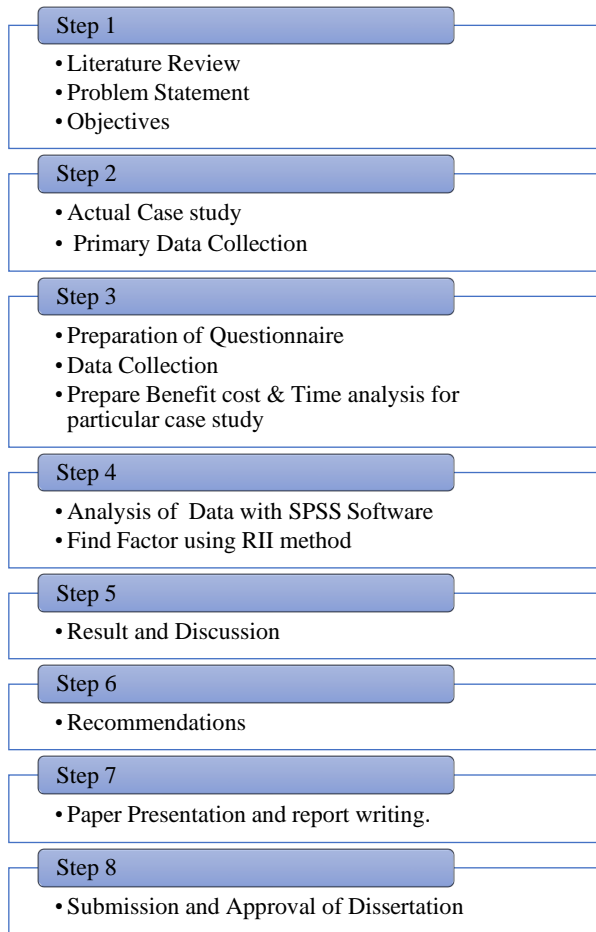 Step 1
• Literature Review
• Problem Statement
• Objectives
Step 2
• Actual Case study
• Primary Data Collection
Step 3
• Preparation of Questionnaire
• Data Collection
• Prepare Benefit cost & Time analysis for
particular case study
Step 4
• Analysis of Data with SPSS Software
• Find Factor using RII method
Step 5
• Result and Discussion
Step 6
• Recommendations
Step 7
• Paper Presentation and report writing.
Step 8
• Submission and Approval of Dissertation